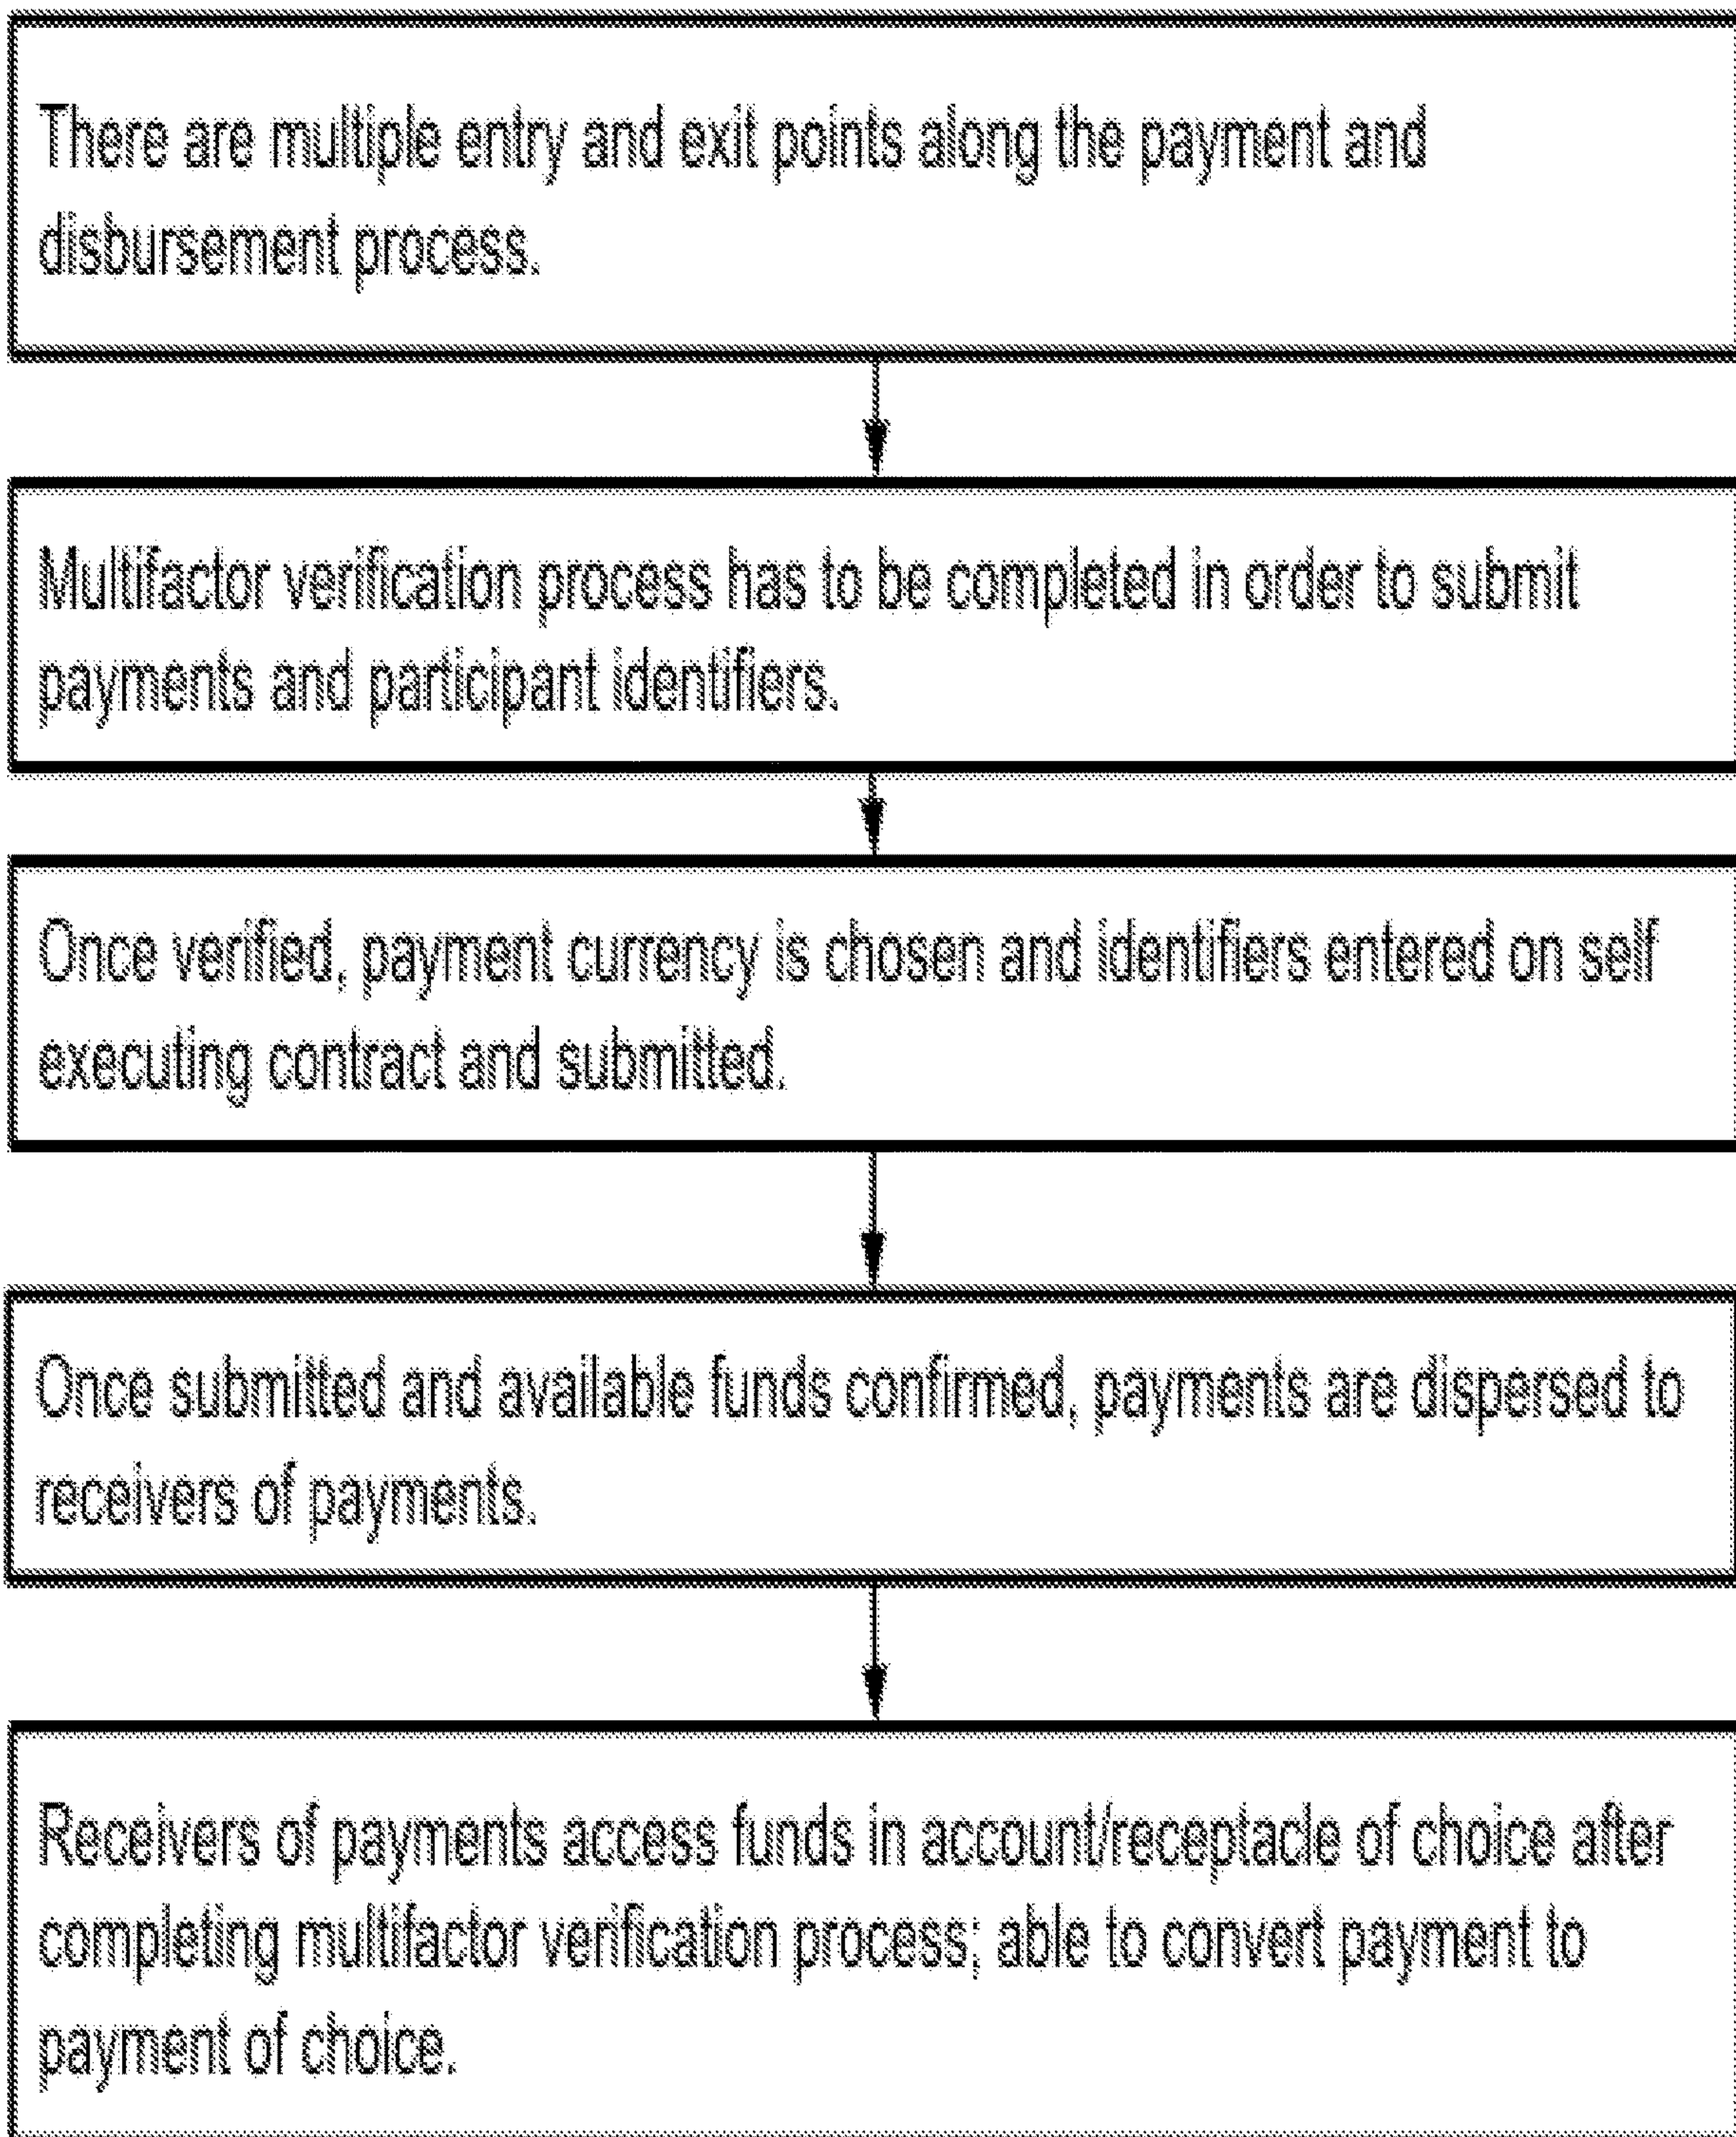 There are multiple entry and exit points along the payment and
disbursement process.
Multifactor verification process has to be completed in order to submit
payments and participant identifiers.
Once verified, payment currency is chosen and identifiers entered on self
executing contract and submitted.
Once submitted and available funds confirmed, payments are dispersed to
receivers of payments.
Receivers of payments access funds in account/receptacle of choice after
completing multifactor verification process; able to convert payment to
payment of choice.